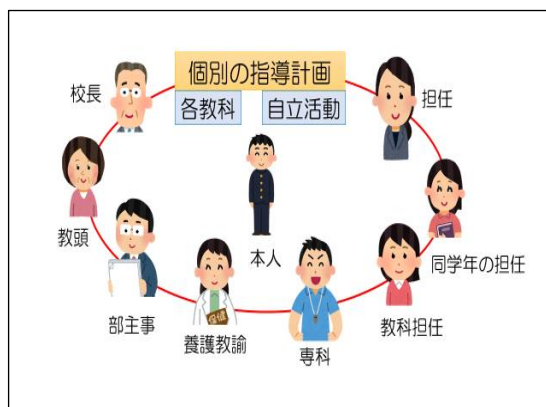 個別の指導計画
各教科 自立活動
校長
担任
教頭
本人
同学年の担任
部主事
養護教諭
保健
専科
教科担任